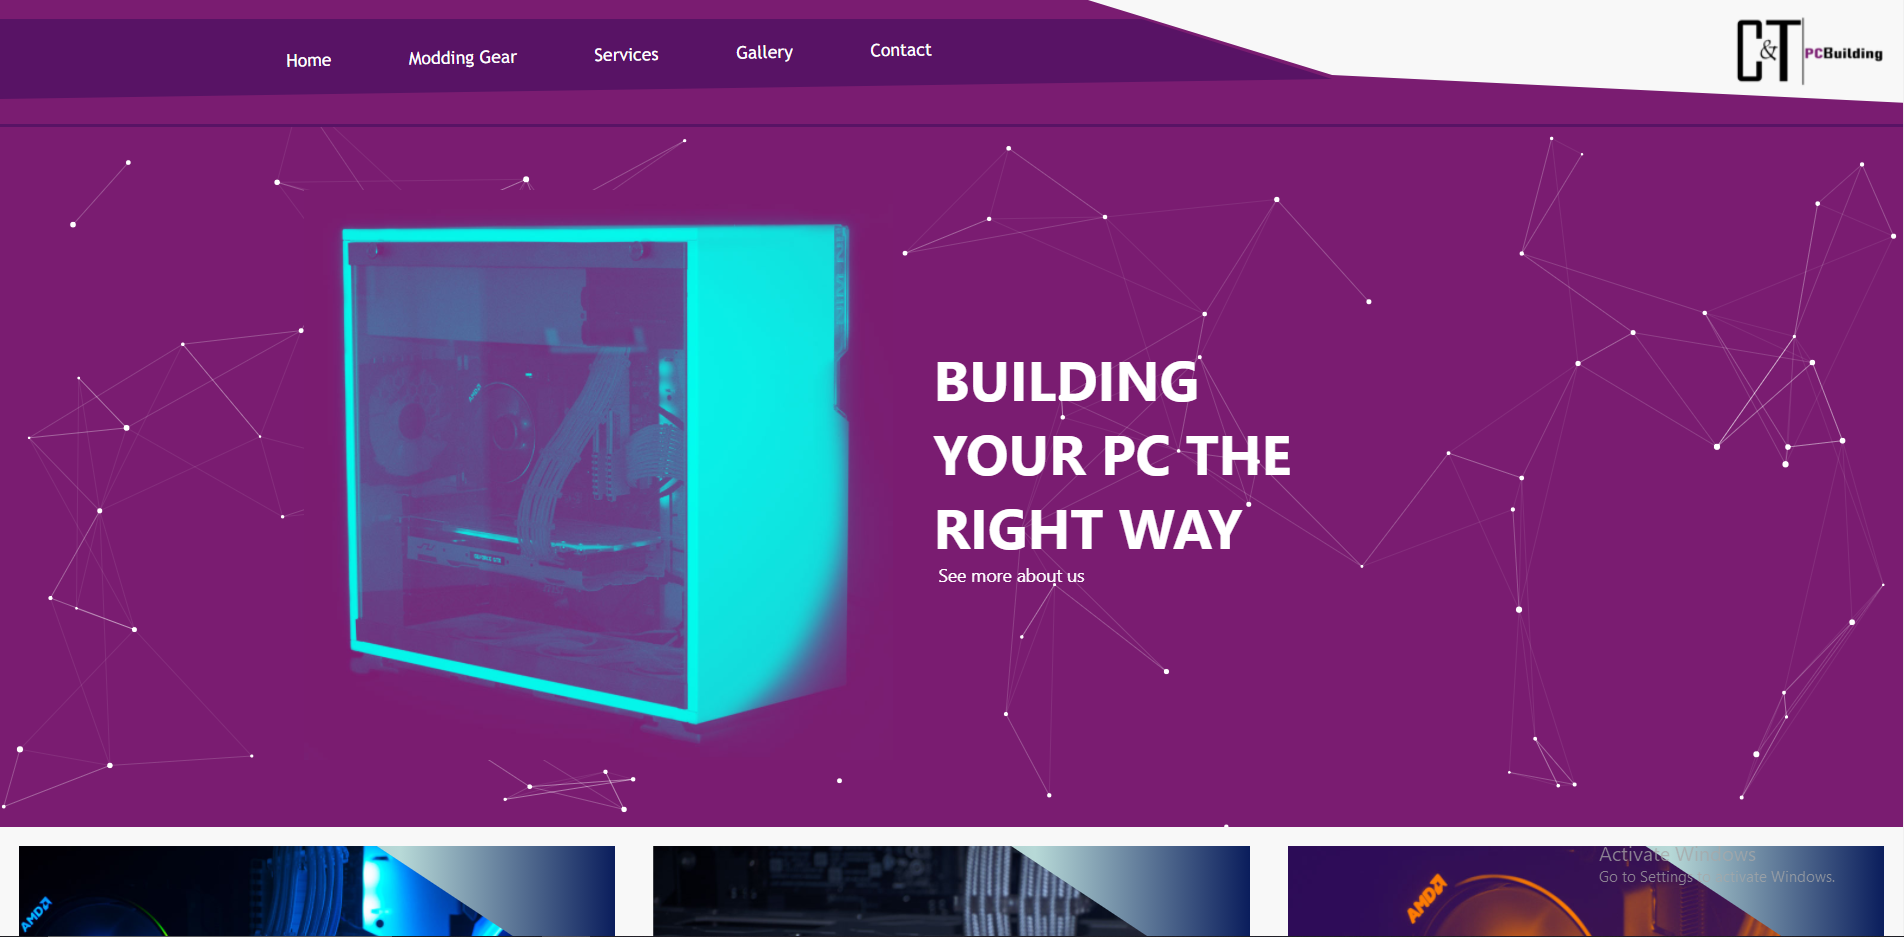 Home
Modding Gear
Services
Gallery
Contact
C&T
PCBuilding
AMD
BUILDING
YOUR PC THE
RIGHT WAY
See more about us
AMD
AMD
Activate Windows
Go to Settings to activate Windows.